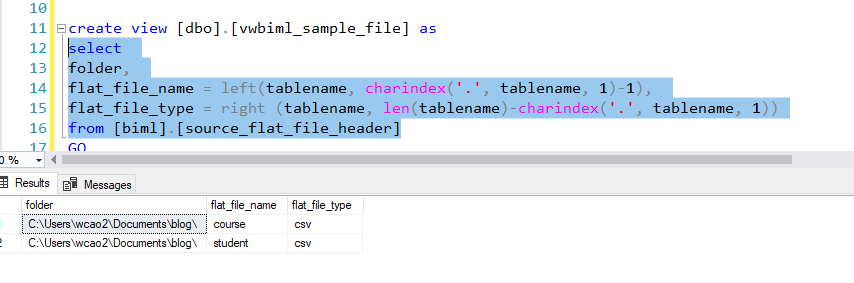 10
11 create view [dbo].[vwbiml_sample_file] as
12 select
13 folder,
14 flat_file_name = left(tablename, charindex('.', tablename, 1)-1),
15 flat_file_type = right (tablename, len(tablename)-charindex('.', tablename, 1))
16 from [biml].[source_flat_file_header]
17 GO
0 %
Results Messages
folder flat_file_name flat_file_type
1 C:\Users\wcao2\Documents\blog\ course csv
2 C:\Users\wcao2\Documents\blog\ student csv